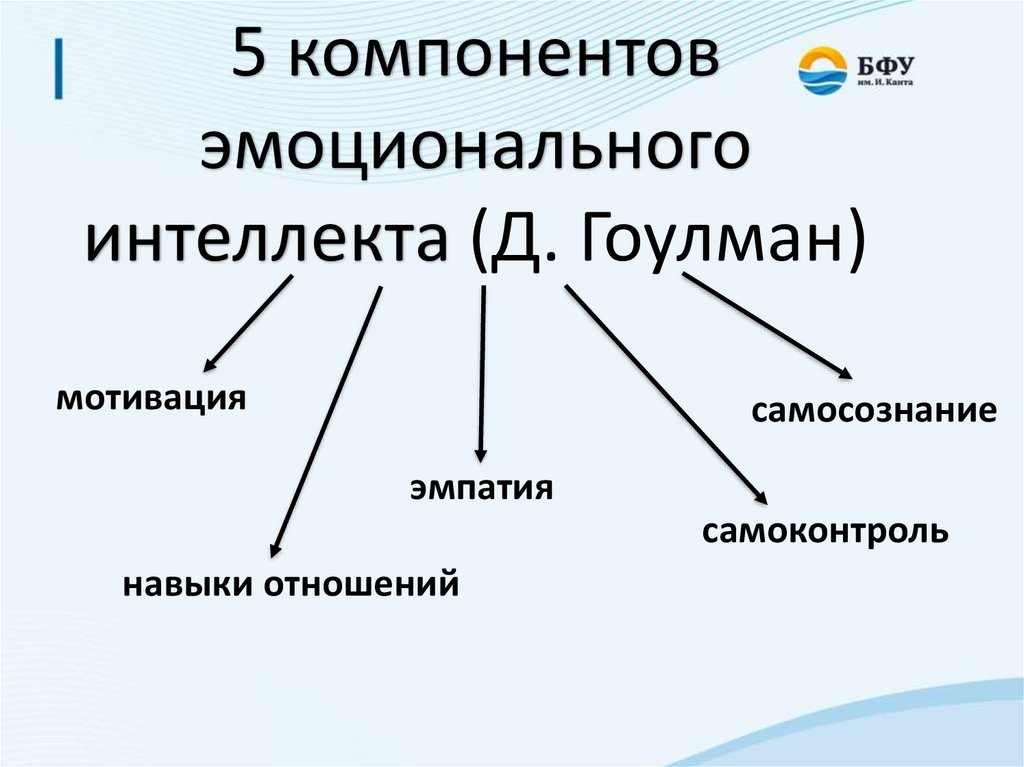 5 компонентов
эмоционального
интеллекта (Д. Гоулман)
БФУ
им. И. Канта
мотивация
самосознание
эмпатия
самоконтроль
навыки отношений